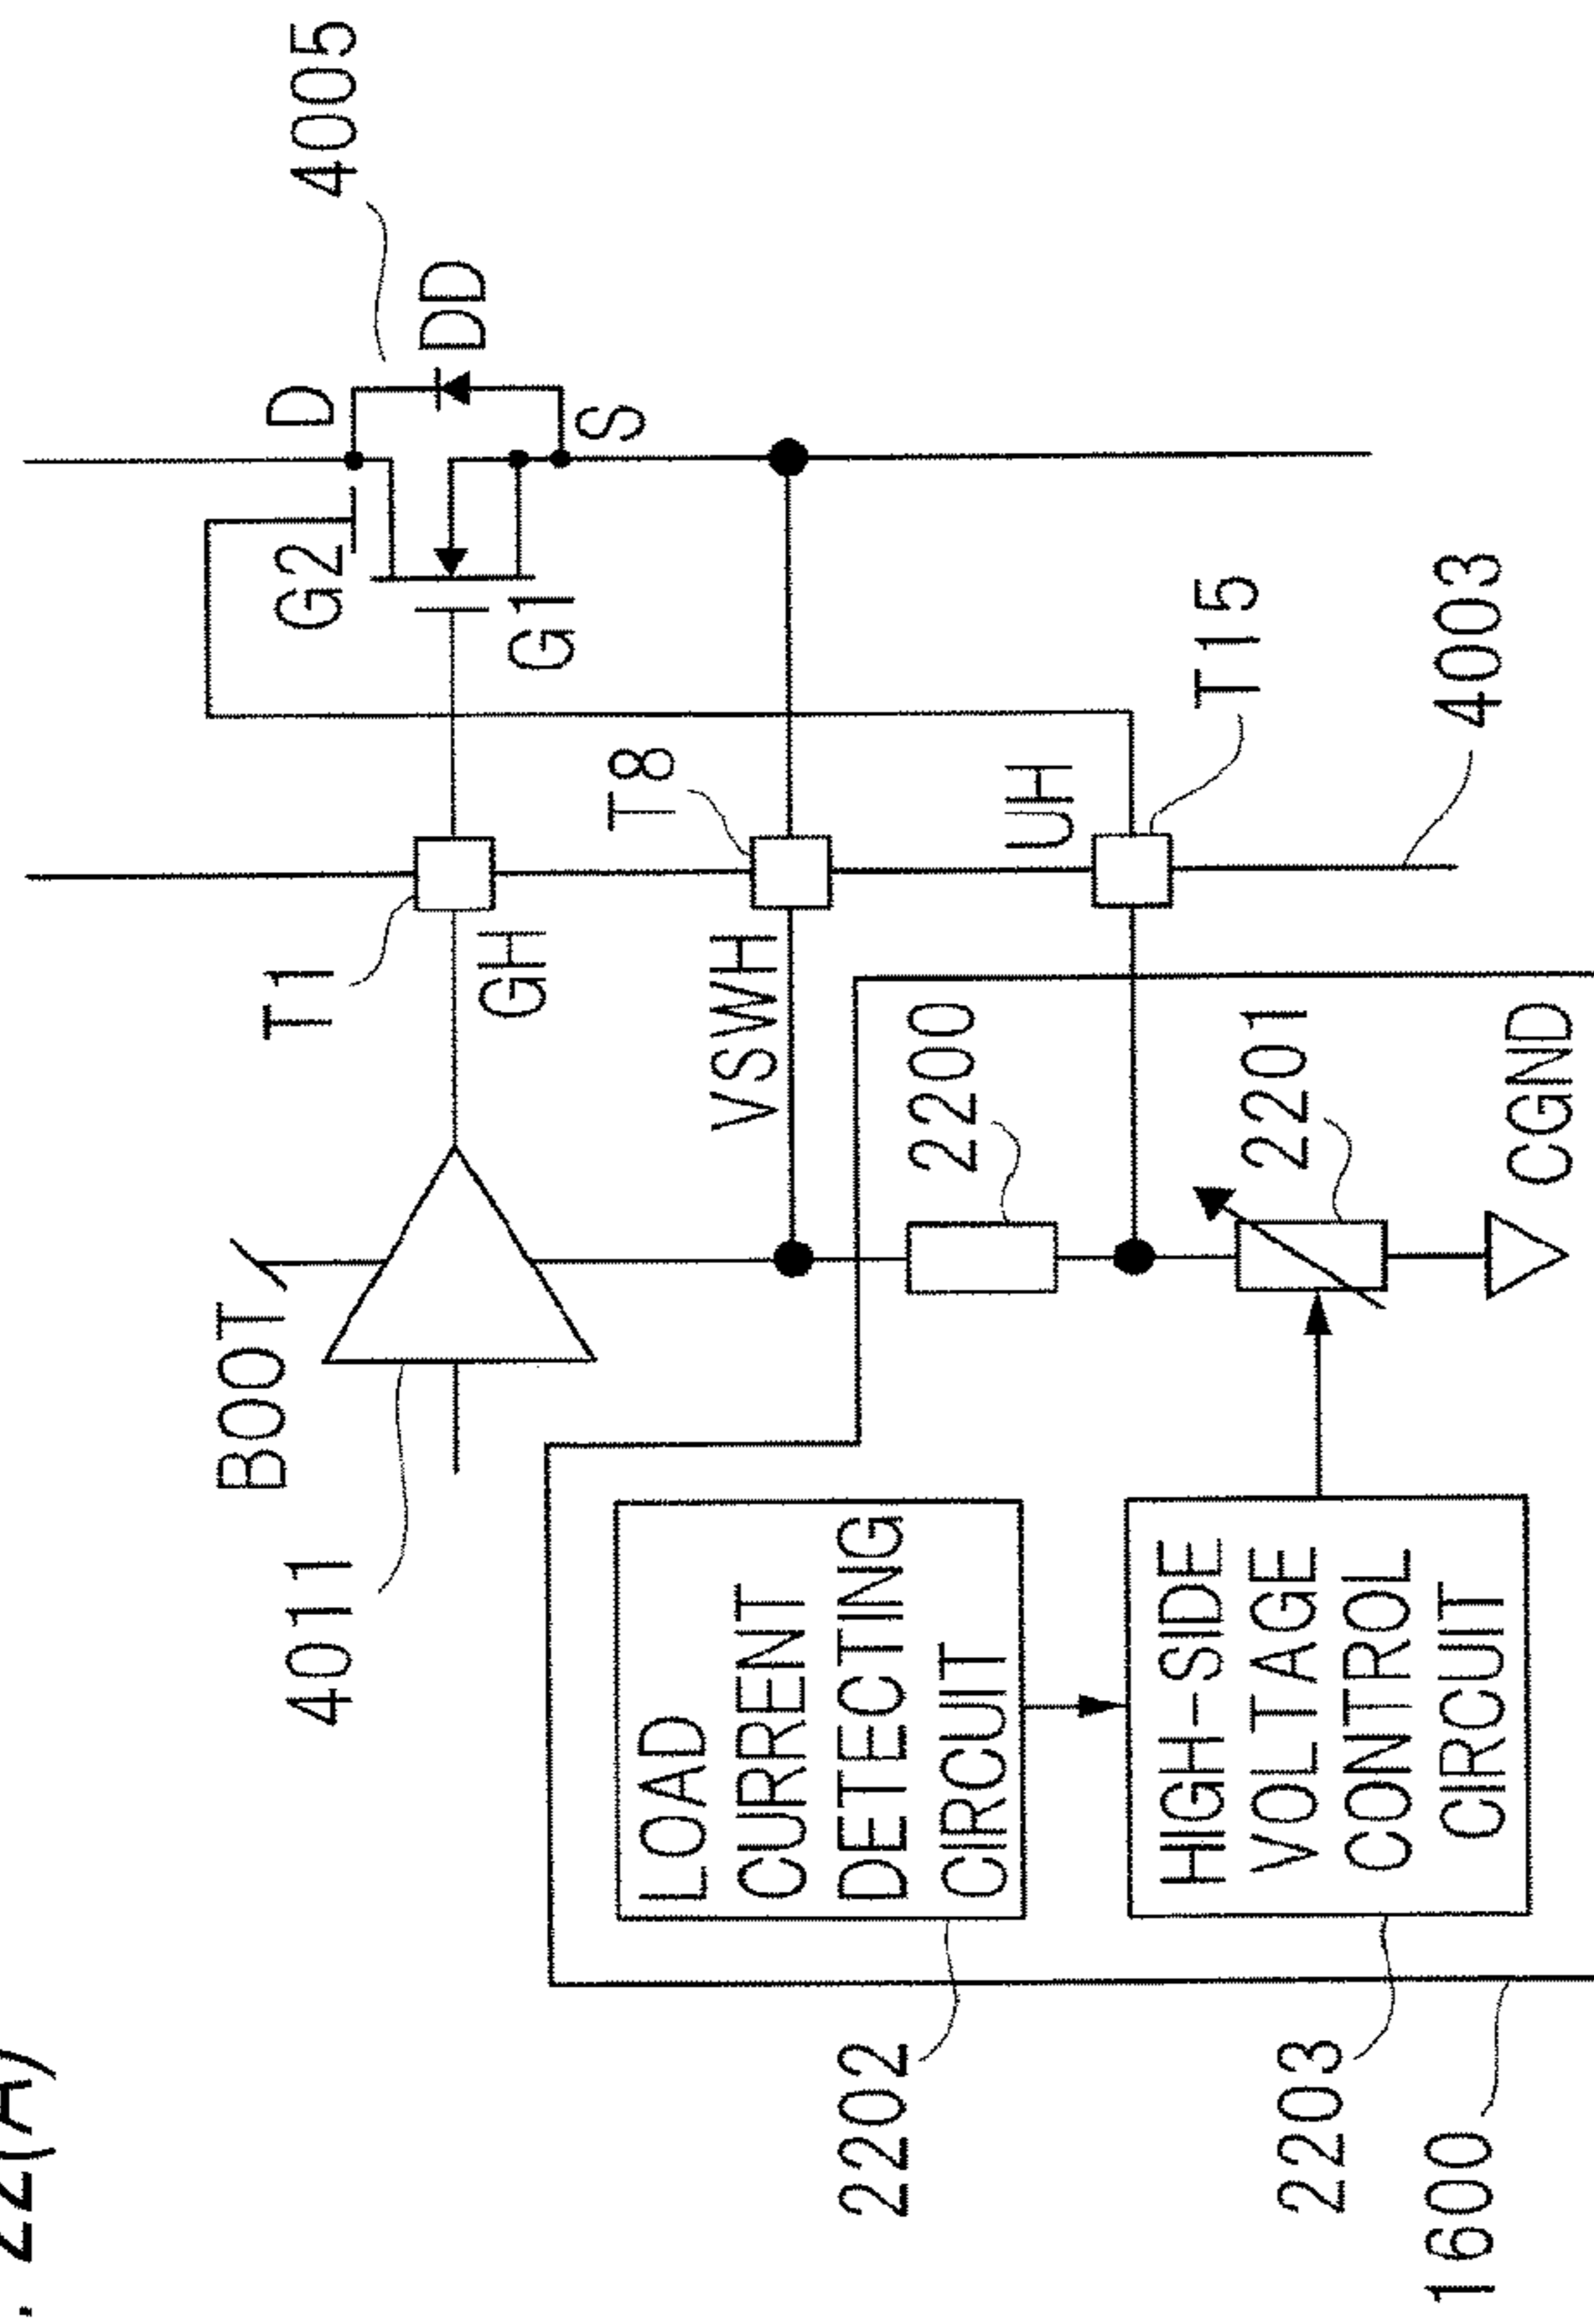 . 22(A)
BOOT
4011
T1
GH
G2
D
4005
DD
G1
S
T8
VSWH
UH
T15
4003
2200
2201
CGND
LOAD
CURRENT
DETECTING
CIRCUIT
2202
HIGH-SIDE
VOLTAGE
CONTROL
CIRCUIT
2203
1600